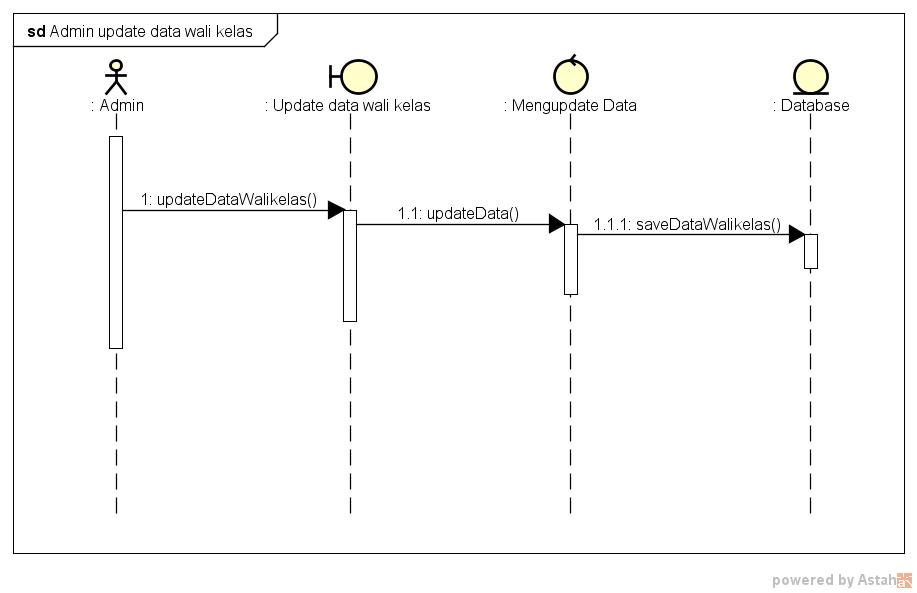 sd Admin update data wali kelas
: Admin
: Update data wali kelas
: Mengupdate Data
: Database
1: updateDataWalikelas()
1.1: updateData()
1.1.1: saveDataWalikelas()
powered by Astah